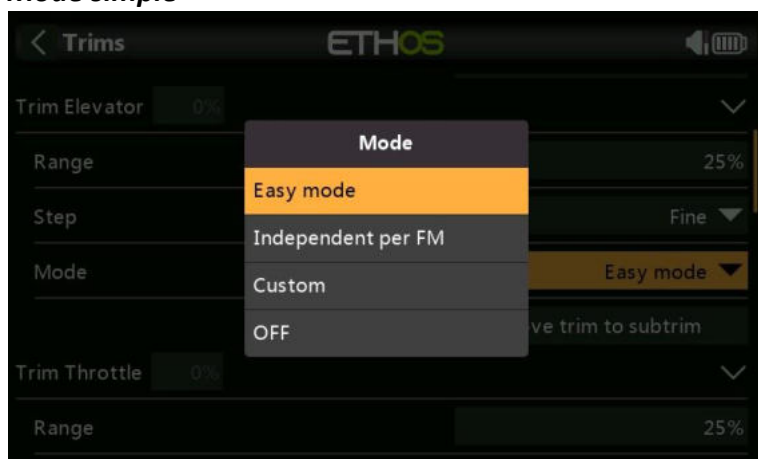 Mode simple
Trims
ETHOS
Trim Elevator 0%
Range 25%
Step Fine
Mode Easy mode
ve trim to subtrim
Mode
Easy mode
Independent per FM
Custom
OFF
Trim Throttle 0%
Range 25%